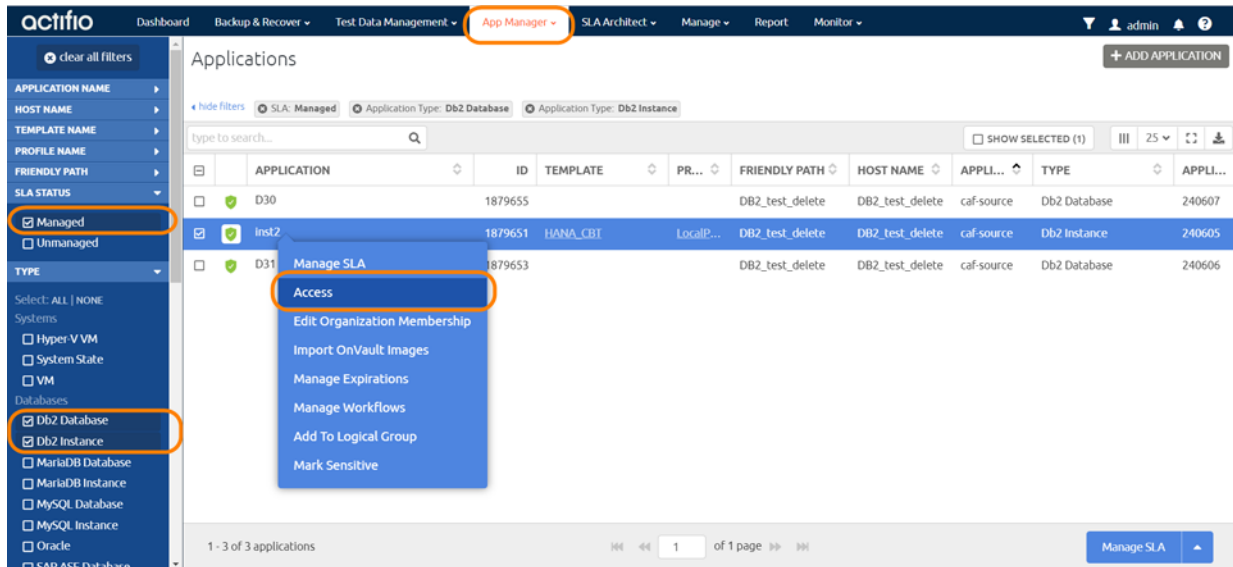 actifio Dashboard Backup & Recover Test Data Management App Manager SLA Architect Manage Report Monitor admin
clear all filters
APPLICATION NAME
HOST NAME
TEMPLATE NAME
PROFILE NAME
FRIENDLY PATH
SLA STATUS
Managed
Unmanaged
TYPE
Select: ALL | NONE
Systems
Hyper-V VM
System State
VM
Databases
Db2 Database
Db2 Instance
MariaDB Database
MariaDB Instance
MySQL Database
MySQL Instance
Oracle
SAP ASE Database
Applications + ADD APPLICATION
hide filters SLA: Managed Application Type: Db2 Database Application Type: Db2 Instance
type to search... SHOW SELECTED (1) 25
APPLICATION ID TEMPLATE PR... FRIENDLY PATH HOST NAME APPLI... TYPE APPLI...
D30 1879655 DB2_test_delete DB2_test_delete caf-source Db2 Database 240607
inst2 1879651 HANA_CBT LocalP... DB2_test_delete DB2_test_delete caf-source Db2 Instance 240605
D31 1879653 DB2_test_delete DB2_test_delete caf-source Db2 Database 240606
Manage SLA
Access
Edit Organization Membership
Import OnVault Images
Manage Expirations
Manage Workflows
Add To Logical Group
Mark Sensitive
1 - 3 of 3 applications 1 of 1 page Manage SLA